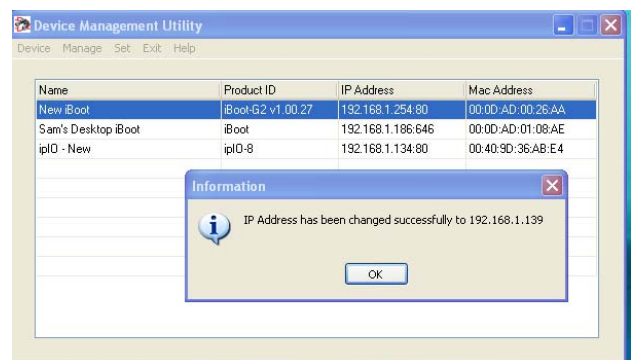 Device Management Utility
Device Manage Set Exit Help
Name Product ID IP Address Mac Address
New iBoot iBoot-G2 v1.00.27 192.168.1.254:80 00:0D:AD:00:26:AA
Sam's Desktop iBoot iBoot 192.168.1.186:646 00:0D:AD:01:08:AE
ipIO - New ipIO-8 192.168.1.134:80 00:40:9D:36:AB:E4
Information
IP Address has been changed successfully to 192.168.1.139
OK